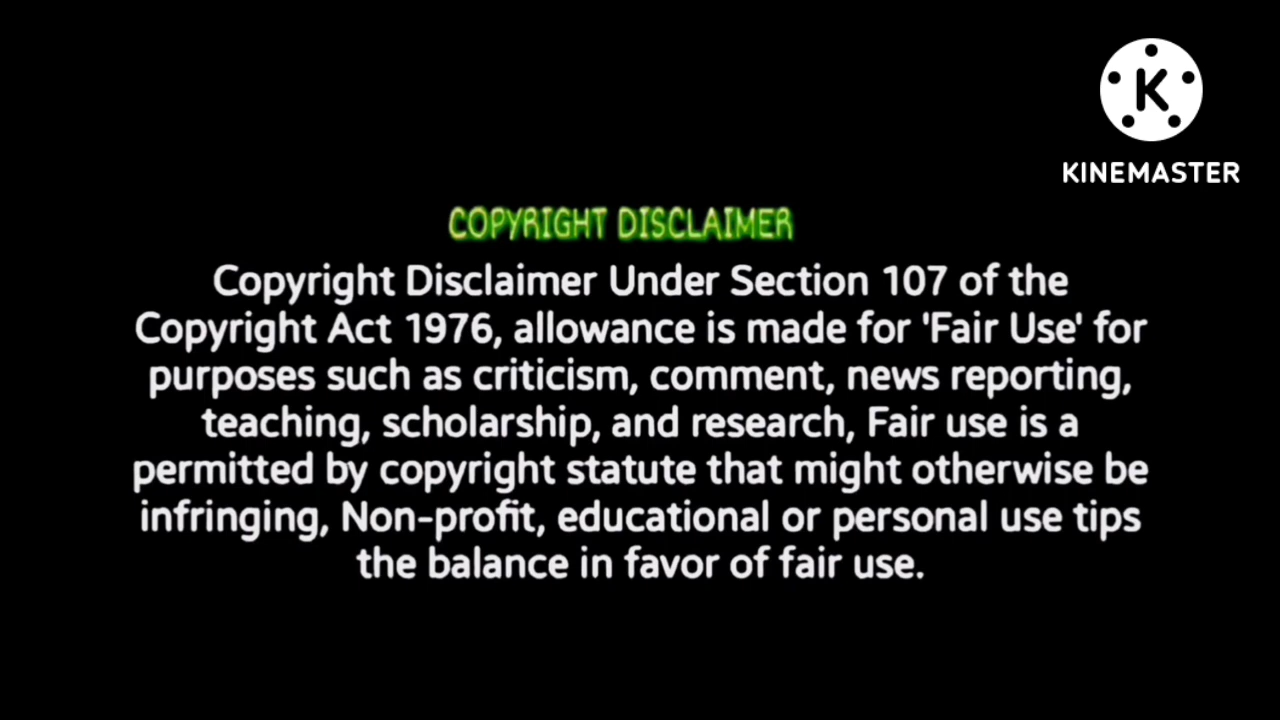 K
KINEMASTER
COPYRIGHT DISCLAIMER
Copyright Disclaimer Under Section 107 of the
Copyright Act 1976, allowance is made for 'Fair Use' for
purposes such as criticism, comment, news reporting,
teaching, scholarship, and research, Fair use is a
permitted by copyright statute that might otherwise be
infringing, Non-profit, educational or personal use tips
the balance in favor of fair use.